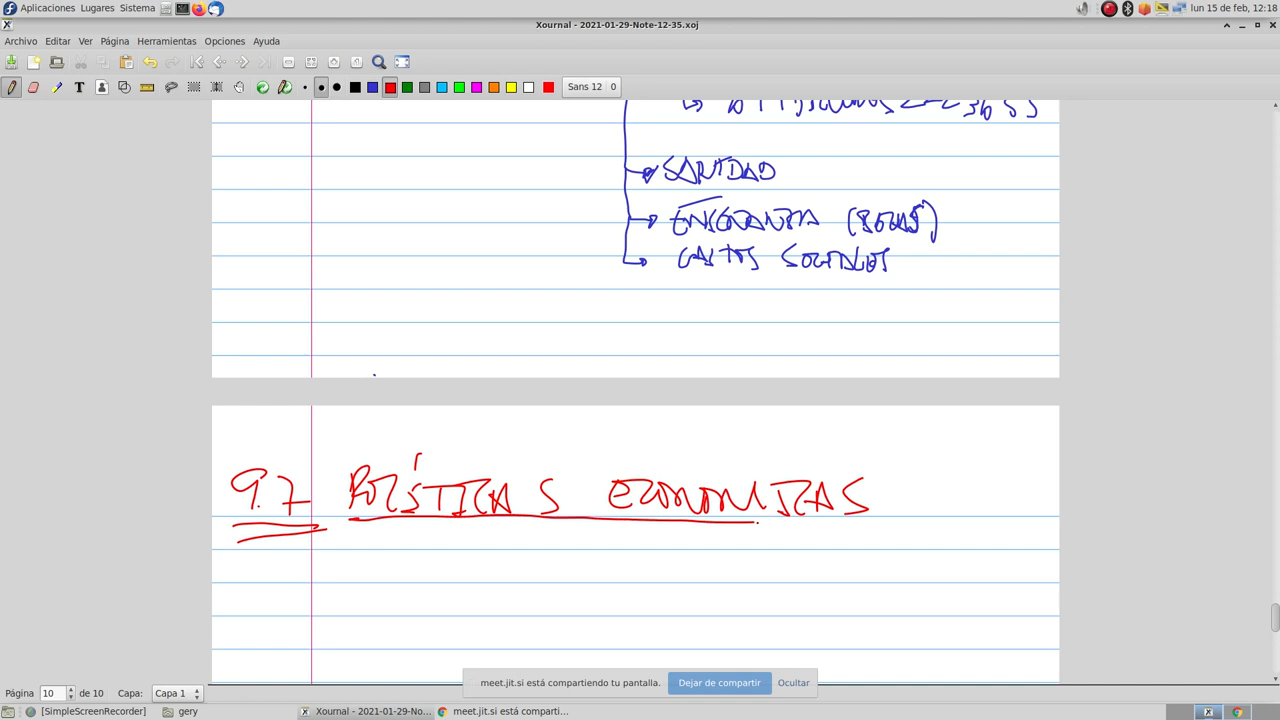 Aplicaciones Lugares Sistema lun 15 de feb, 12:18
Xournal - 2021-01-29-Note-12-35.xoj
Archivo Editar Ver Página Herramientas Opciones Ayuda
Sans 12 0
SANIDAD
ENSEÑANZA (BECAS)
GASTOS SOCIALES
9.7 POLÍTICAS ECONOMICAS
meet.jit.si está compartiendo tu pantalla. Dejar de compartir Ocultar
Página 10 de 10 Capa: Capa 1
[SimpleScreenRecorder] gery Xournal - 2021-01-29-No... meet.jit.si está comparti...